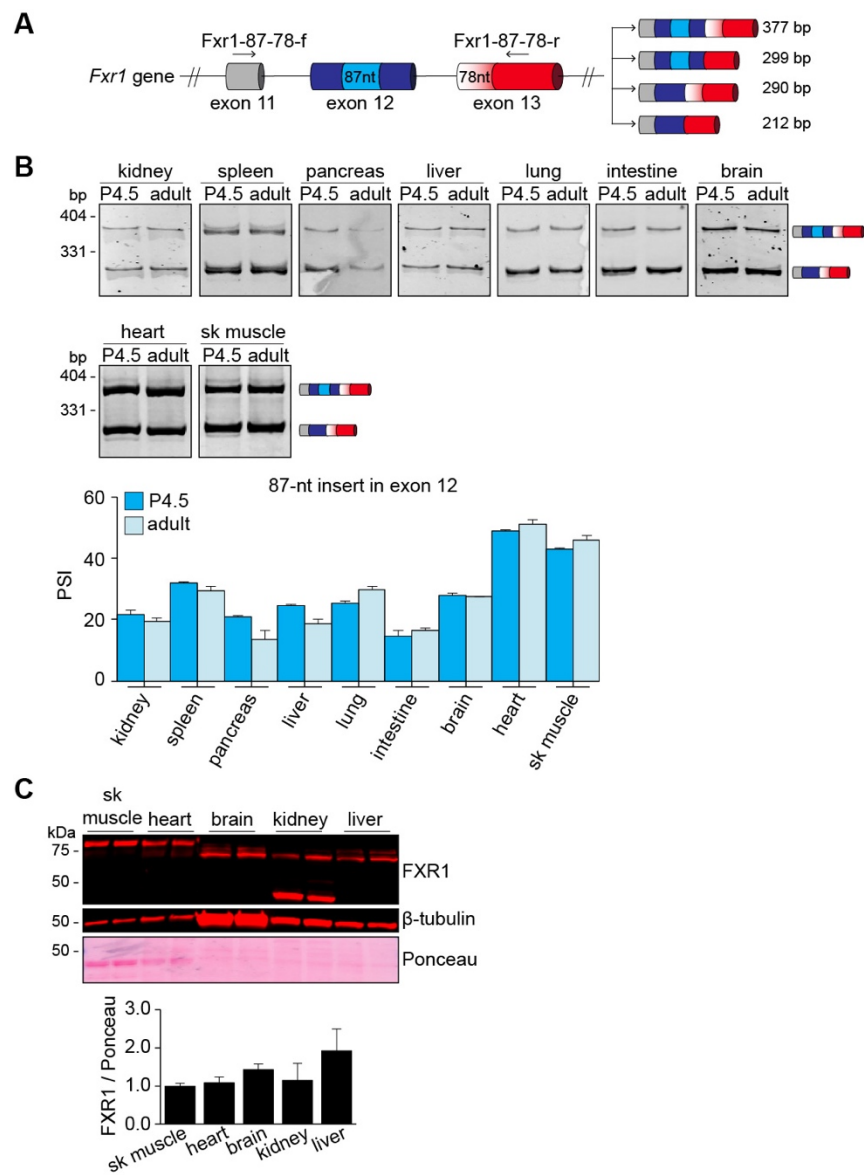 A
Fxr1-87-78-f
Fxr1-87-78-r
Fxr1 gene
87nt
78nt
exon 11
exon 12
exon 13
377 bp
299 bp
290 bp
212 bp
B
kidney spleen pancreas liver lung intestine brain
bp P4.5 adult P4.5 adult P4.5 adult P4.5 adult P4.5 adult P4.5 adult P4.5 adult
404 -
331 -
heart sk muscle
bp P4.5 adult P4.5 adult
404 -
331 -
87-nt insert in exon 12
P4.5
adult
PSI
60
40
20
0
kidney spleen pancreas liver lung intestine brain heart sk muscle
C
sk
muscle heart brain kidney liver
kDa
75 -
50 -
FXR1
50 -
β-tubulin
50 -
Ponceau
FXR1 / Ponceau
3.0
2.0
1.0
0.0
sk muscle heart brain kidney liver